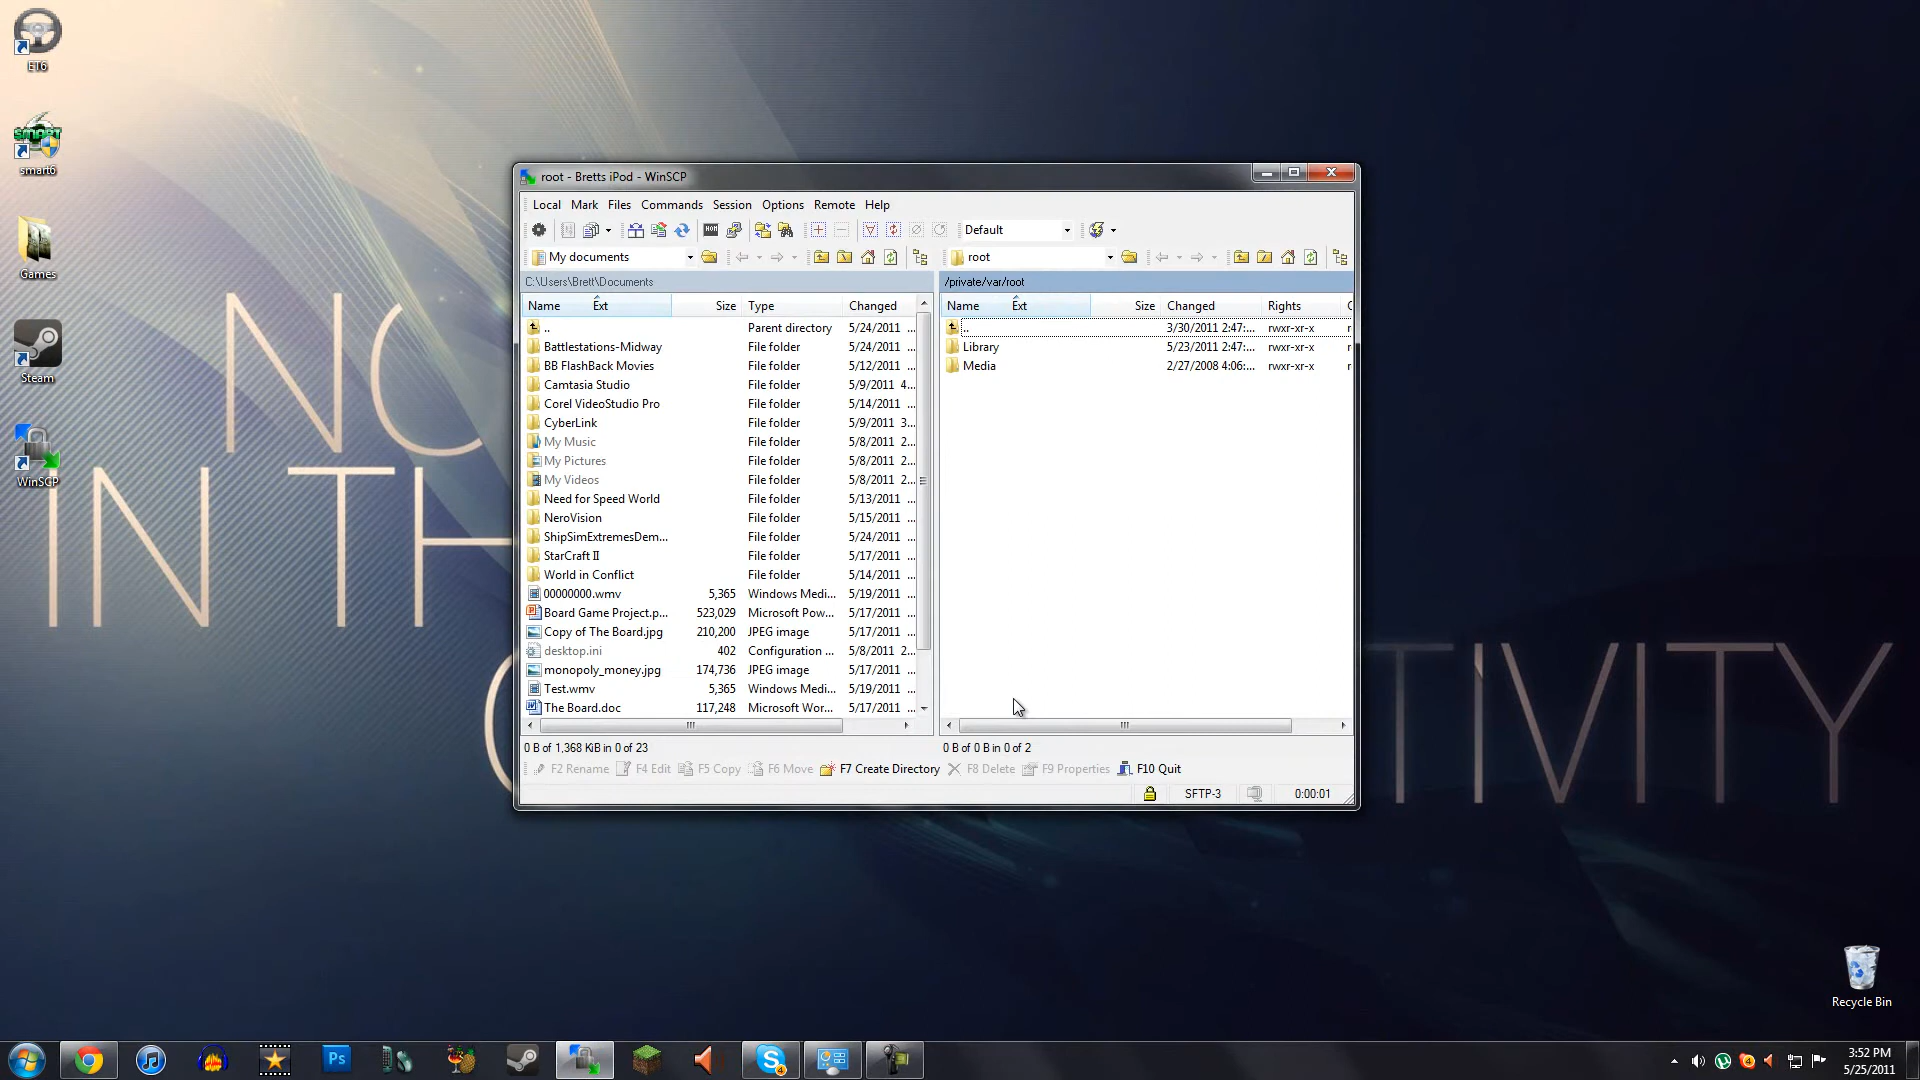 ET6
smart6
Games
Steam
WinSCP
NO
IN TH
TIVITY
root - Bretts iPod - WinSCP
Local Mark Files Commands Session Options Remote Help
Default
My documents
root
C:\Users\Brett\Documents
/private/var/root
Name Ext Size Type Changed
.. Parent directory 5/24/2011 ...
Battlestations-Midway File folder 5/24/2011 ...
BB FlashBack Movies File folder 5/12/2011 ...
Camtasia Studio File folder 5/9/2011 4...
Corel VideoStudio Pro File folder 5/14/2011 ...
CyberLink File folder 5/9/2011 3...
My Music File folder 5/8/2011 2...
My Pictures File folder 5/8/2011 2...
My Videos File folder 5/8/2011 2...
Need for Speed World File folder 5/13/2011 ...
NeroVision File folder 5/15/2011 ...
ShipSimExtremesDem... File folder 5/24/2011 ...
StarCraft II File folder 5/17/2011 ...
World in Conflict File folder 5/14/2011 ...
00000000.wmv 5,365 Windows Medi... 5/19/2011 ...
Board Game Project.p... 523,029 Microsoft Pow... 5/17/2011 ...
Copy of The Board.jpg 210,200 JPEG image 5/17/2011 ...
desktop.ini 402 Configuration ... 5/8/2011 2...
monopoly_money.jpg 174,736 JPEG image 5/17/2011 ...
Test.wmv 5,365 Windows Medi... 5/19/2011 ...
The Board.doc 117,248 Microsoft Wor... 5/17/2011 ...
Name Ext Size Changed Rights
.. 3/30/2011 2:47:... rwxr-xr-x
Library 5/23/2011 2:47:... rwxr-xr-x
Media 2/27/2008 4:06:... rwxr-xr-x
0 B of 1,368 KiB in 0 of 23
0 B of 0 B in 0 of 2
F2 Rename F4 Edit F5 Copy F6 Move F7 Create Directory F8 Delete F9 Properties F10 Quit
SFTP-3 0:00:01
Recycle Bin
Ps
3:52 PM
5/25/2011